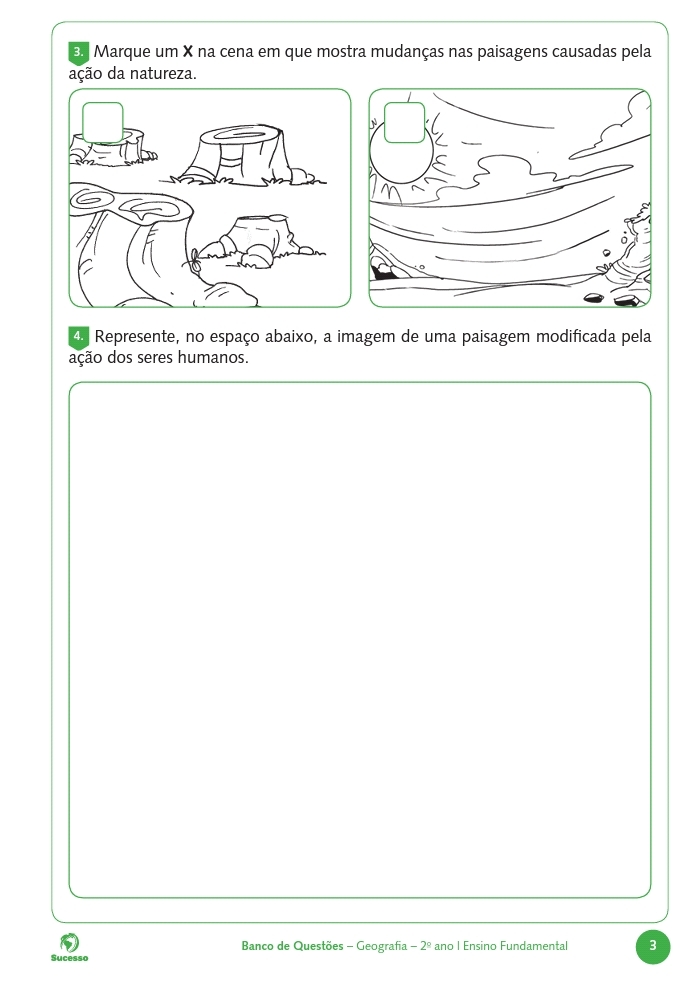 3. Marque um X na cena em que mostra mudanças nas paisagens causadas pela
ação da natureza.
4. Represente, no espaço abaixo, a imagem de uma paisagem modificada pela
ação dos seres humanos.
Sucesso
Banco de Questões – Geografia – 2º ano I Ensino Fundamental
3